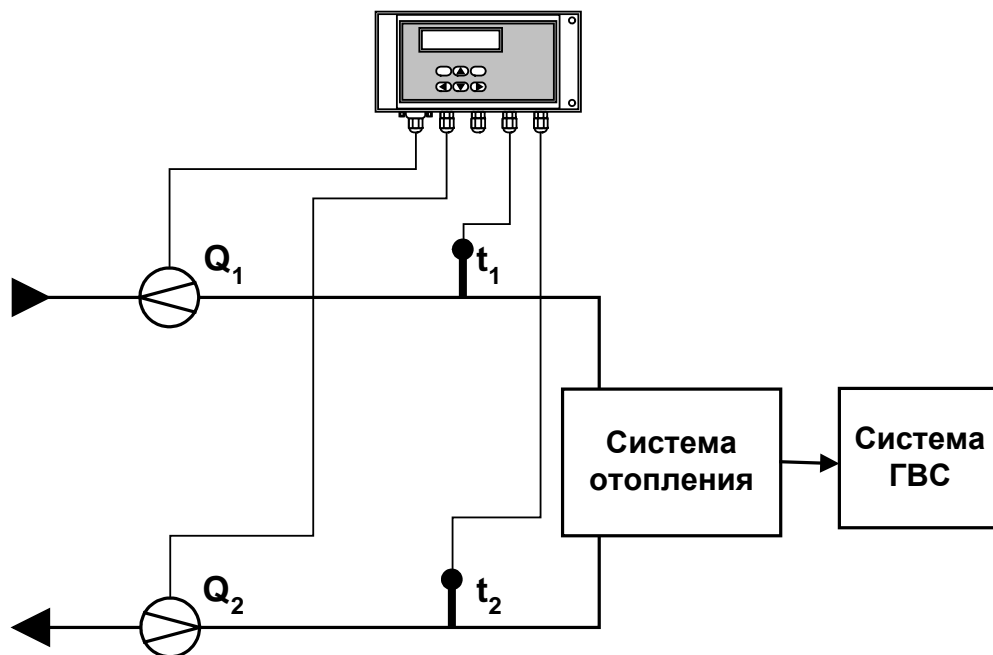 Q₁
t₁
Система
отопления
Система
ГВС
Q₂
t₂